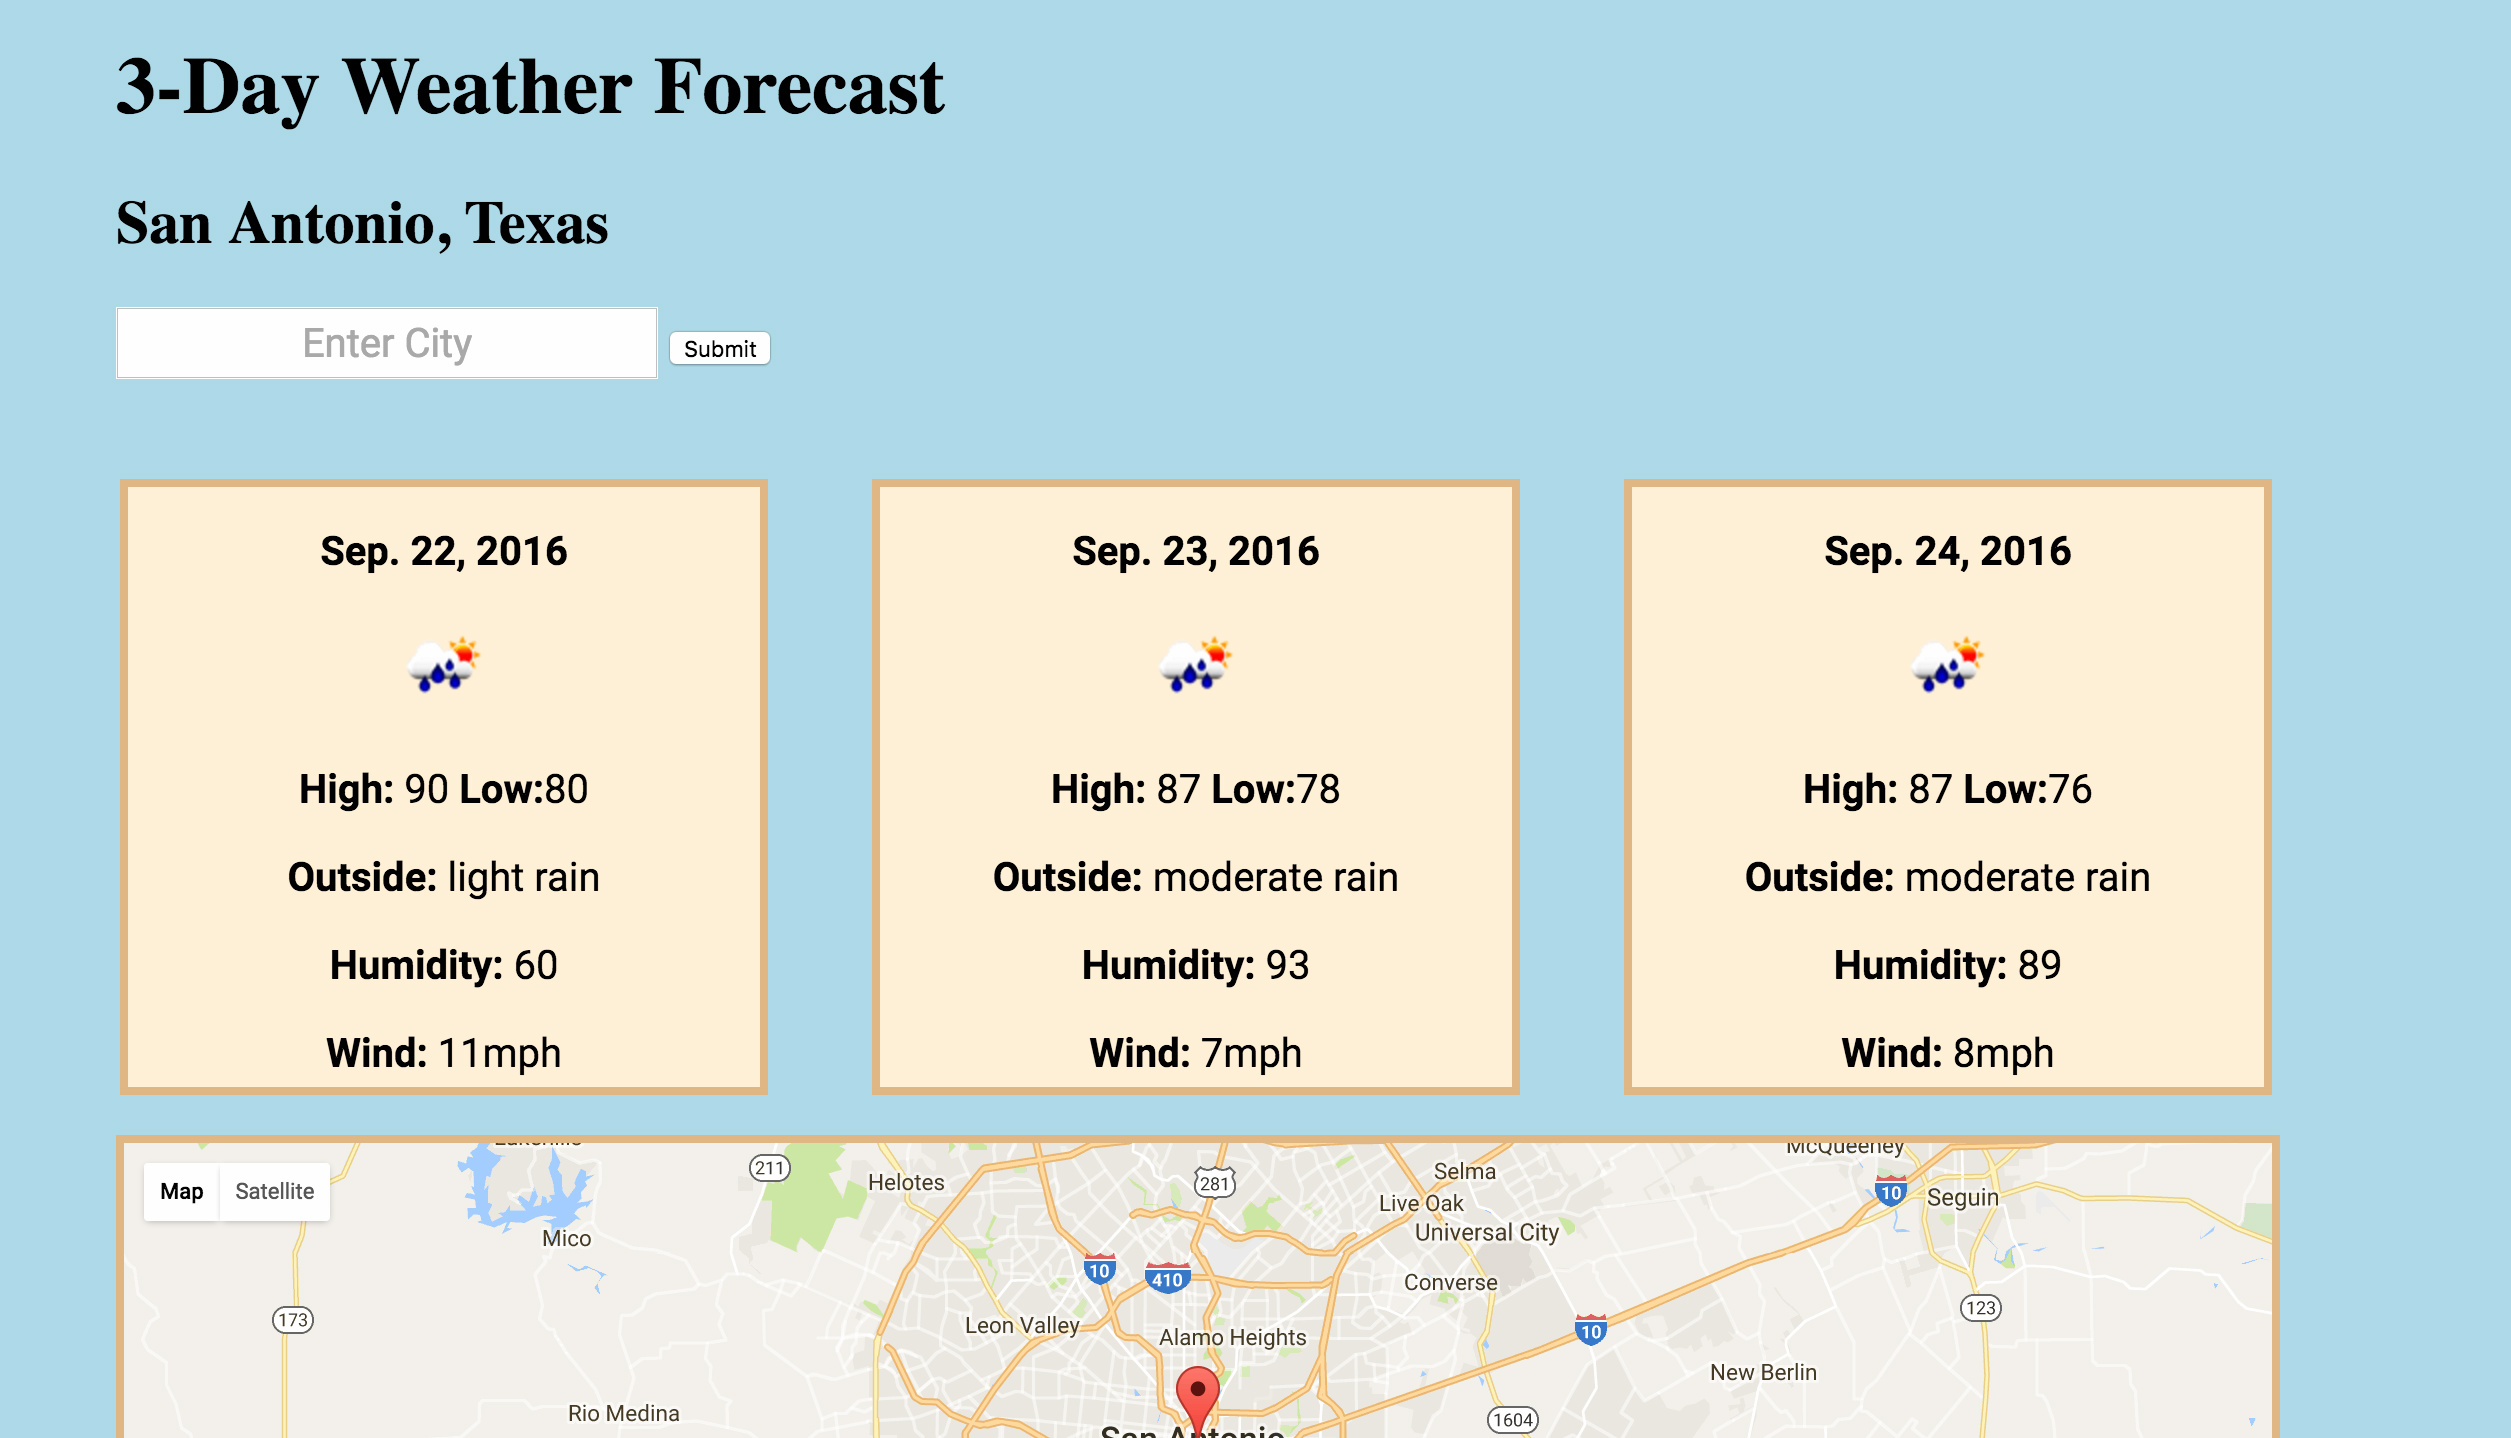 3-Day Weather Forecast
San Antonio, Texas
Enter City
Submit
Sep. 22, 2016
High: 90 Low:80
Outside: light rain
Humidity: 60
Wind: 11mph
Sep. 23, 2016
High: 87 Low:78
Outside: moderate rain
Humidity: 93
Wind: 7mph
Sep. 24, 2016
High: 87 Low:76
Outside: moderate rain
Humidity: 89
Wind: 8mph
Map
Satellite
McQueeney
211
Helotes
281
Selma
10
Seguin
Live Oak
Universal City
Mico
10
410
Converse
173
123
Leon Valley
Alamo Heights
10
New Berlin
Rio Medina
1604
San Antonio